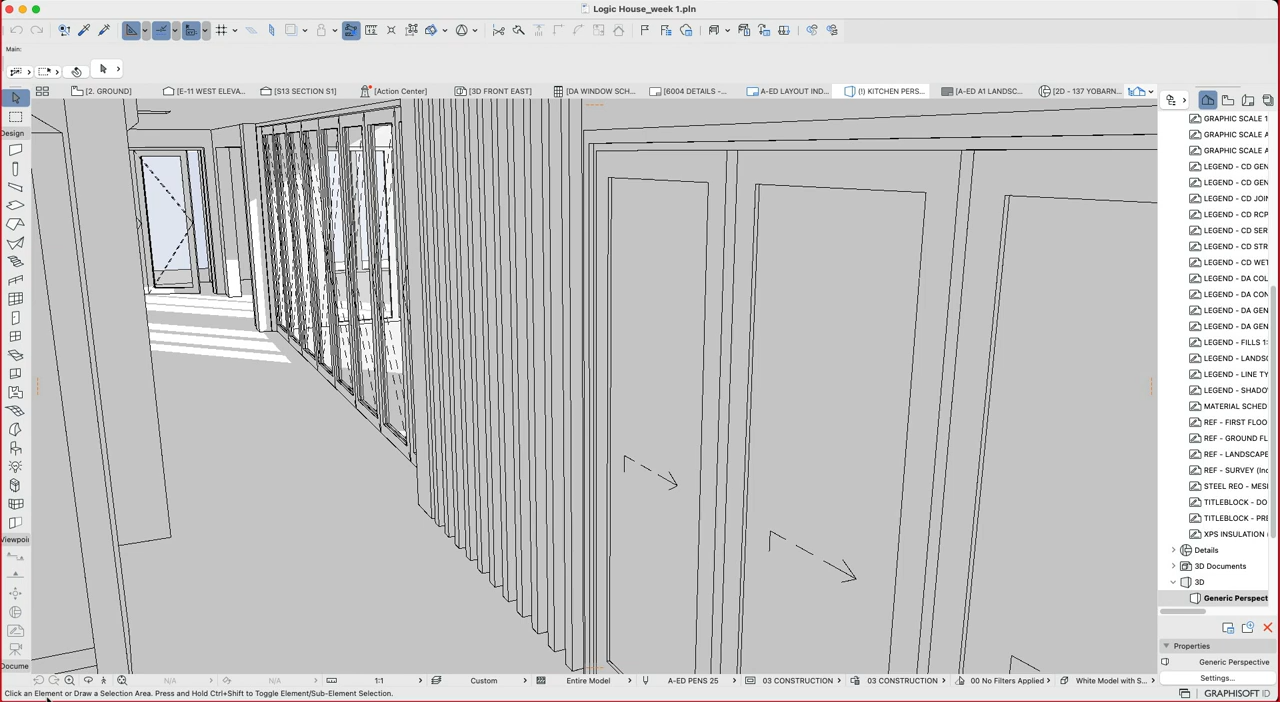 Logic House_week 1.pln
Main:
[2. GROUND]
[E-11 WEST ELEVA...
[S13 SECTION S1]
[Action Center]
[3D FRONT EAST]
[DA WINDOW SCH...
[6004 DETAILS -...
A-ED LAYOUT IND...
(!) KITCHEN PERS...
[A-ED A1 LANDSC...
[2D - 137 YOBARN...
Design
GRAPHIC SCALE 1
GRAPHIC SCALE A
GRAPHIC SCALE A
LEGEND - CD GEN
LEGEND - CD GEN
LEGEND - CD JOI
LEGEND - CD RCP
LEGEND - CD SER
LEGEND - CD STR
LEGEND - CD WET
LEGEND - DA COL
LEGEND - DA CON
LEGEND - DA GEN
LEGEND - DA GEN
LEGEND - FILLS 1:
LEGEND - LANDSC
LEGEND - LINE TY
LEGEND - SHADO
MATERIAL SCHED
REF - FIRST FLOO
REF - GROUND FL
REF - LANDSCAPE
REF - SURVEY (Inc
STEEL REO - MESH
TITLEBLOCK - DO
TITLEBLOCK - PRE
XPS INSULATION (
Details
3D Documents
3D
Generic Perspect
Viewpoi
Docume
Properties
Generic Perspective
Settings...
N/A
N/A
1:1
Custom
Entire Model
A-ED PENS 25
03 CONSTRUCTION...
03 CONSTRUCTION...
00 No Filters Applied
White Model with S...
Click an Element or Draw a Selection Area. Press and Hold Ctrl+Shift to Toggle Element/Sub-Element Selection.
GRAPHISOFT ID